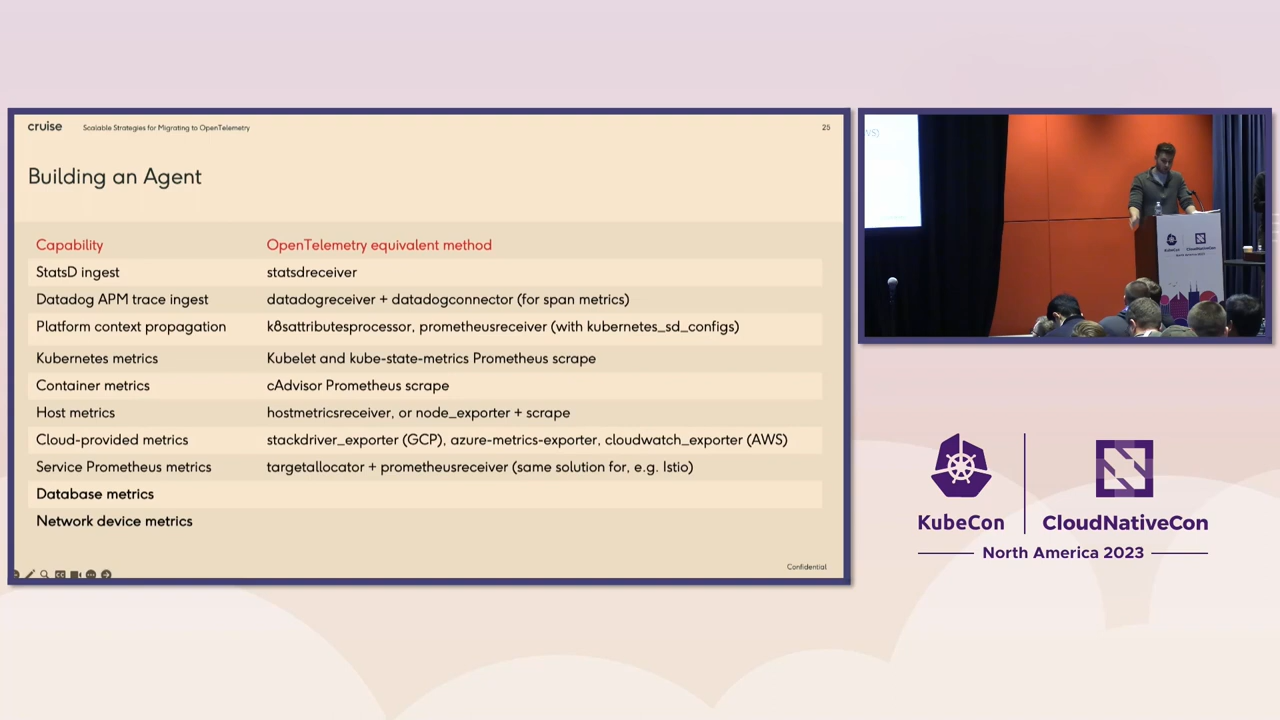 cruise Scalable Strategies for Migrating to OpenTelemetry 25
Building an Agent
Capability OpenTelemetry equivalent method
StatsD ingest statsdreceiver
Datadog APM trace ingest datadogreceiver + datadogconnector (for span metrics)
Platform context propagation k8sattributesprocessor, prometheusreceiver (with kubernetes_sd_configs)
Kubernetes metrics Kubelet and kube-state-metrics Prometheus scrape
Container metrics cAdvisor Prometheus scrape
Host metrics hostmetricsreceiver, or node_exporter + scrape
Cloud-provided metrics stackdriver_exporter (GCP), azure-metrics-exporter, cloudwatch_exporter (AWS)
Service Prometheus metrics targetallocator + prometheusreceiver (same solution for, e.g. Istio)
Database metrics
Network device metrics
Confidential
VS)
KubeCon CloudNativeCon
North America 2023